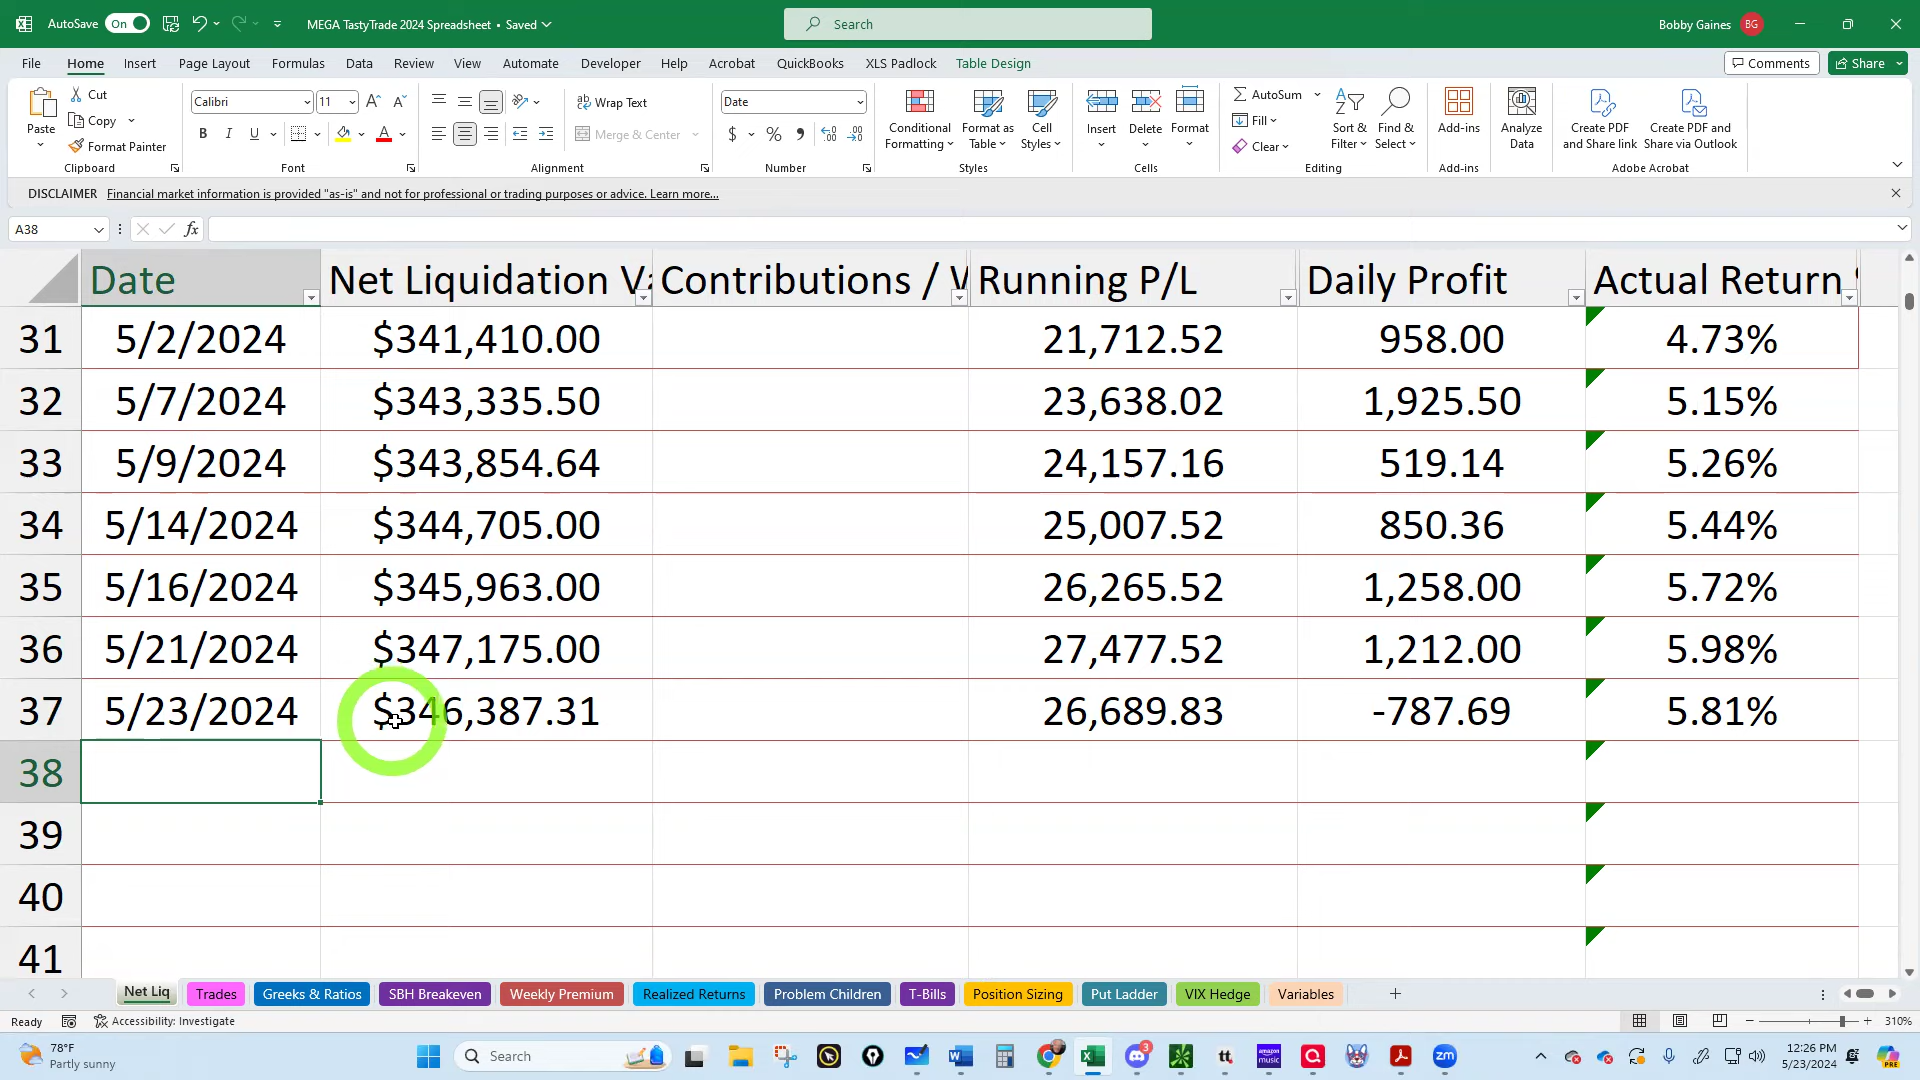 AutoSave On MEGA TastyTrade 2024 Spreadsheet • Saved Search Bobby Gaines BG
File Home Insert Page Layout Formulas Data Review View Automate Developer Help Acrobat QuickBooks XLS Padlock Table Design Comments Share
Paste
Cut
Copy
Format Painter
Clipboard
Calibri 11
B I U
Font
Wrap Text
Merge & Center
Alignment
Date
$ %
Number
Conditional
Formatting
Format as
Table
Cell
Styles
Styles
Insert
Delete
Format
Cells
AutoSum
Fill
Clear
Sort &
Filter
Find &
Select
Editing
Add-ins
Add-ins
Analyze
Data
Create PDF
and Share link
Create PDF and
Share via Outlook
Adobe Acrobat
DISCLAIMER Financial market information is provided "as-is" and not for professional or trading purposes or advice. Learn more...
A38 fx
Date Net Liquidation Va Contributions / W Running P/L Daily Profit Actual Return
31 5/2/2024 $341,410.00 21,712.52 958.00 4.73%
32 5/7/2024 $343,335.50 23,638.02 1,925.50 5.15%
33 5/9/2024 $343,854.64 24,157.16 519.14 5.26%
34 5/14/2024 $344,705.00 25,007.52 850.36 5.44%
35 5/16/2024 $345,963.00 26,265.52 1,258.00 5.72%
36 5/21/2024 $347,175.00 27,477.52 1,212.00 5.98%
37 5/23/2024 $346,387.31 26,689.83 -787.69 5.81%
38
39
40
41
Net Liq Trades Greeks & Ratios SBH Breakeven Weekly Premium Realized Returns Problem Children T-Bills Position Sizing Put Ladder VIX Hedge Variables
Ready Accessibility: Investigate 310%
78°F
Partly sunny
Search
3
tt
amazon music
zm
12:26 PM
5/23/2024
PRE